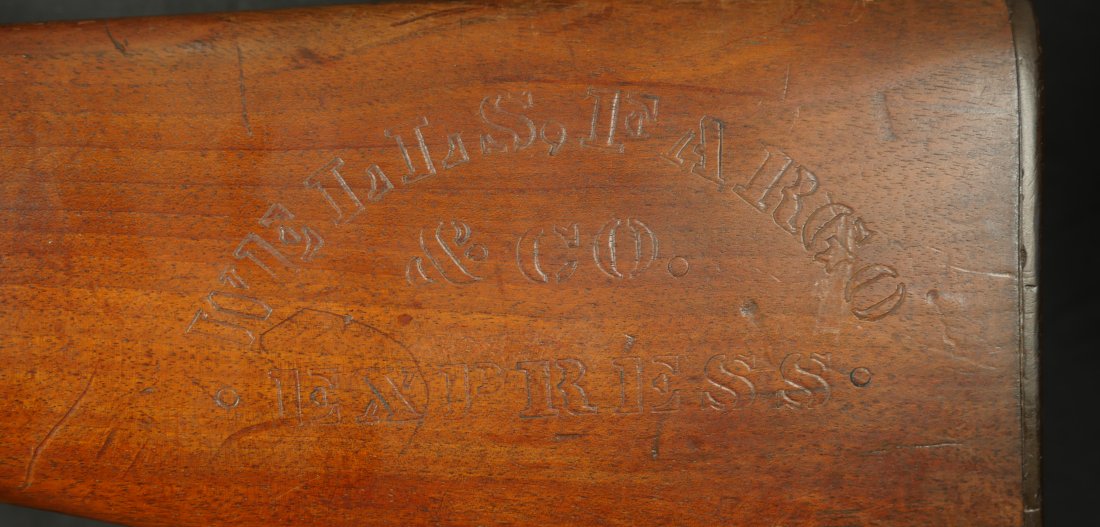 WELLS, FARGO
& CO.
· EXPRESS ·